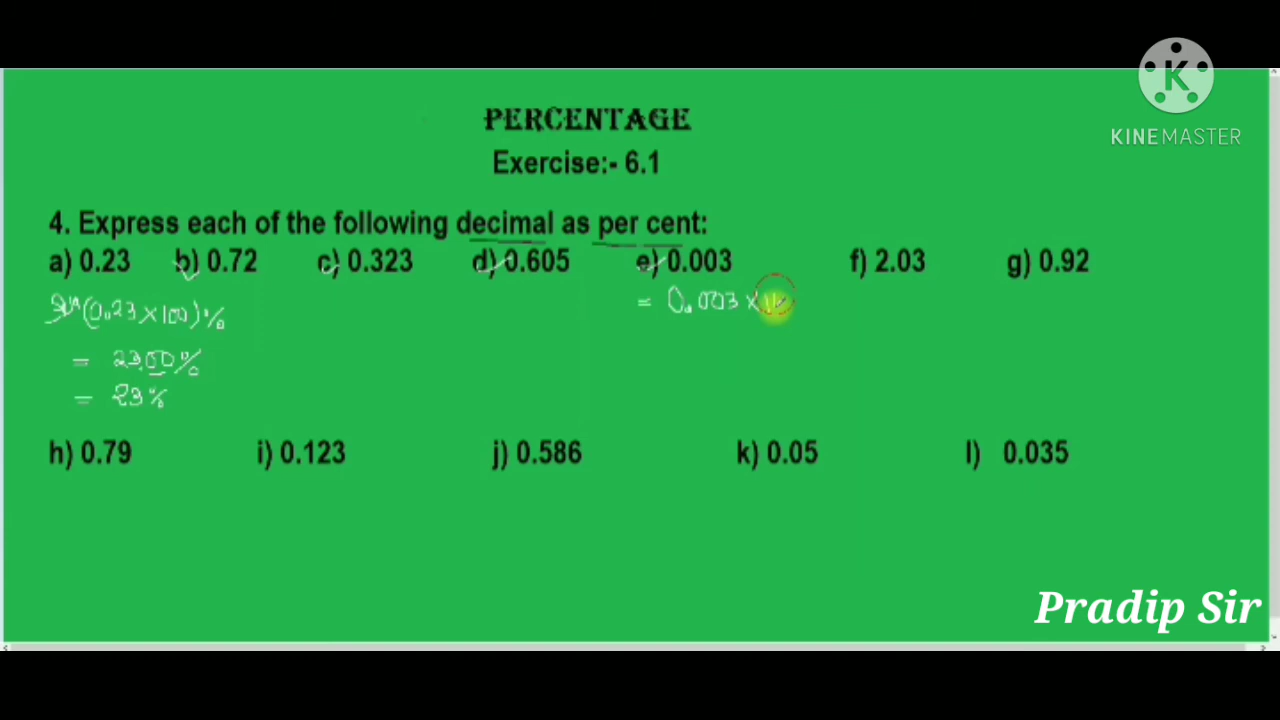 K
KINEMASTER
PERCENTAGE
Exercise:- 6.1
4. Express each of the following decimal as per cent:
a) 0.23 b) 0.72 c) 0.323 d) 0.605 e) 0.003 f) 2.03 g) 0.92
(0.23×100)%
= 0.003×
= 23.00%
= 23%
h) 0.79 i) 0.123 j) 0.586 k) 0.05 l) 0.035
Pradip Sir